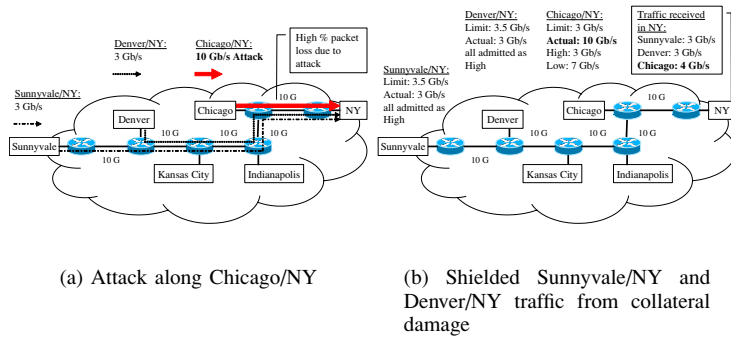 Denver/NY:
3 Gb/s
Chicago/NY:
10 Gb/s Attack
High % packet
loss due to
attack
Sunnyvale/NY:
3 Gb/s
Chicago
10 G
NY
Denver
10 G
10 G
10 G
Sunnyvale
10 G
Kansas City
Indianapolis
(a) Attack along Chicago/NY
Denver/NY:
Limit: 3.5 Gb/s
Actual: 3 Gb/s
all admitted as
High
Chicago/NY:
Limit: 3 Gb/s
Actual: 10 Gb/s
High: 3 Gb/s
Low: 7 Gb/s
Traffic received
in NY:
Sunnyvale: 3 Gb/s
Denver: 3 Gb/s
Chicago: 4 Gb/s
Sunnyvale/NY:
Limit: 3.5 Gb/s
Actual: 3 Gb/s
all admitted as
High
10 G
Chicago
NY
Denver
10 G
10 G
10 G
Sunnyvale
10 G
Kansas City
Indianapolis
(b) Shielded Sunnyvale/NY and
Denver/NY traffic from collateral
damage